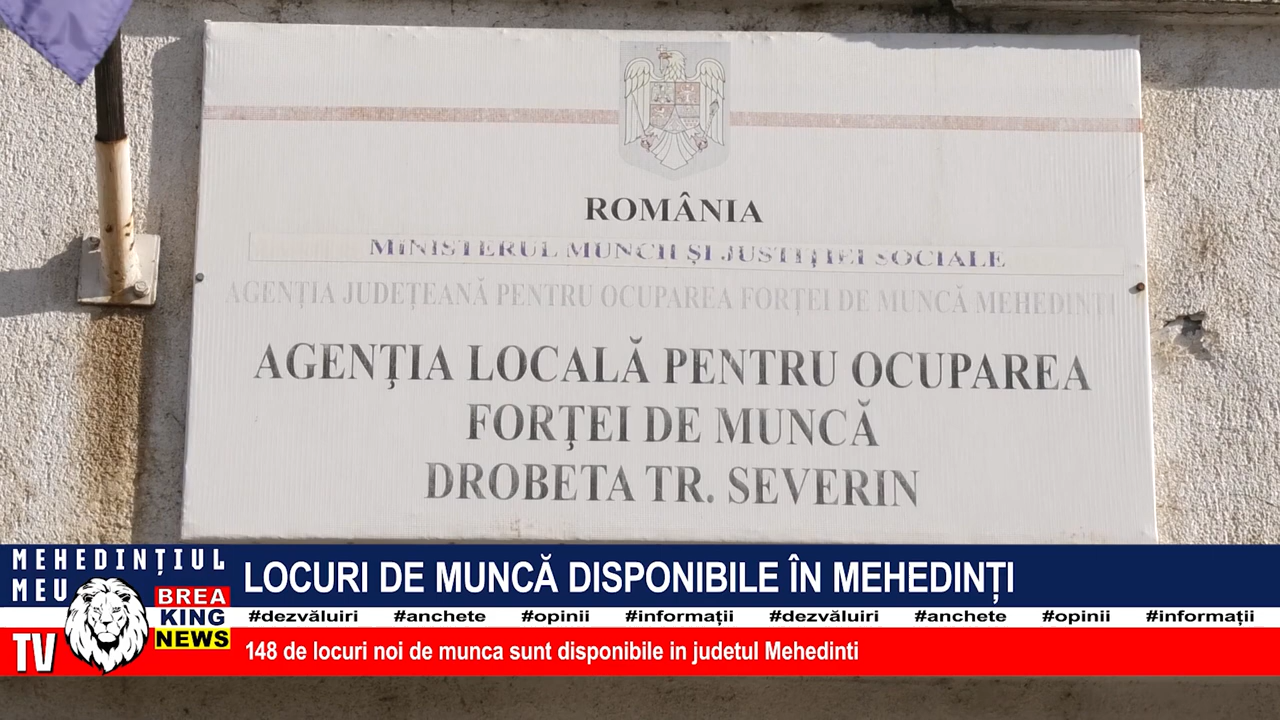 ROMÂNIA
MINISTERUL MUNCII ȘI JUSTIȚIEI SOCIALE
AGENȚIA JUDEȚEANĂ PENTRU OCUPAREA FORȚEI DE MUNCĂ MEHEDINȚI
AGENŢIA LOCALĂ PENTRU OCUPAREA
FORŢEI DE MUNCĂ
DROBETA TR. SEVERIN
MEHEDINȚIUL
MEU
TV
BREA
KING
NEWS
LOCURI DE MUNCĂ DISPONIBILE ÎN MEHEDINȚI
#dezvăluiri #anchete #opinii #informații #dezvăluiri #anchete #opinii #informații
148 de locuri noi de munca sunt disponibile in judetul Mehedinti